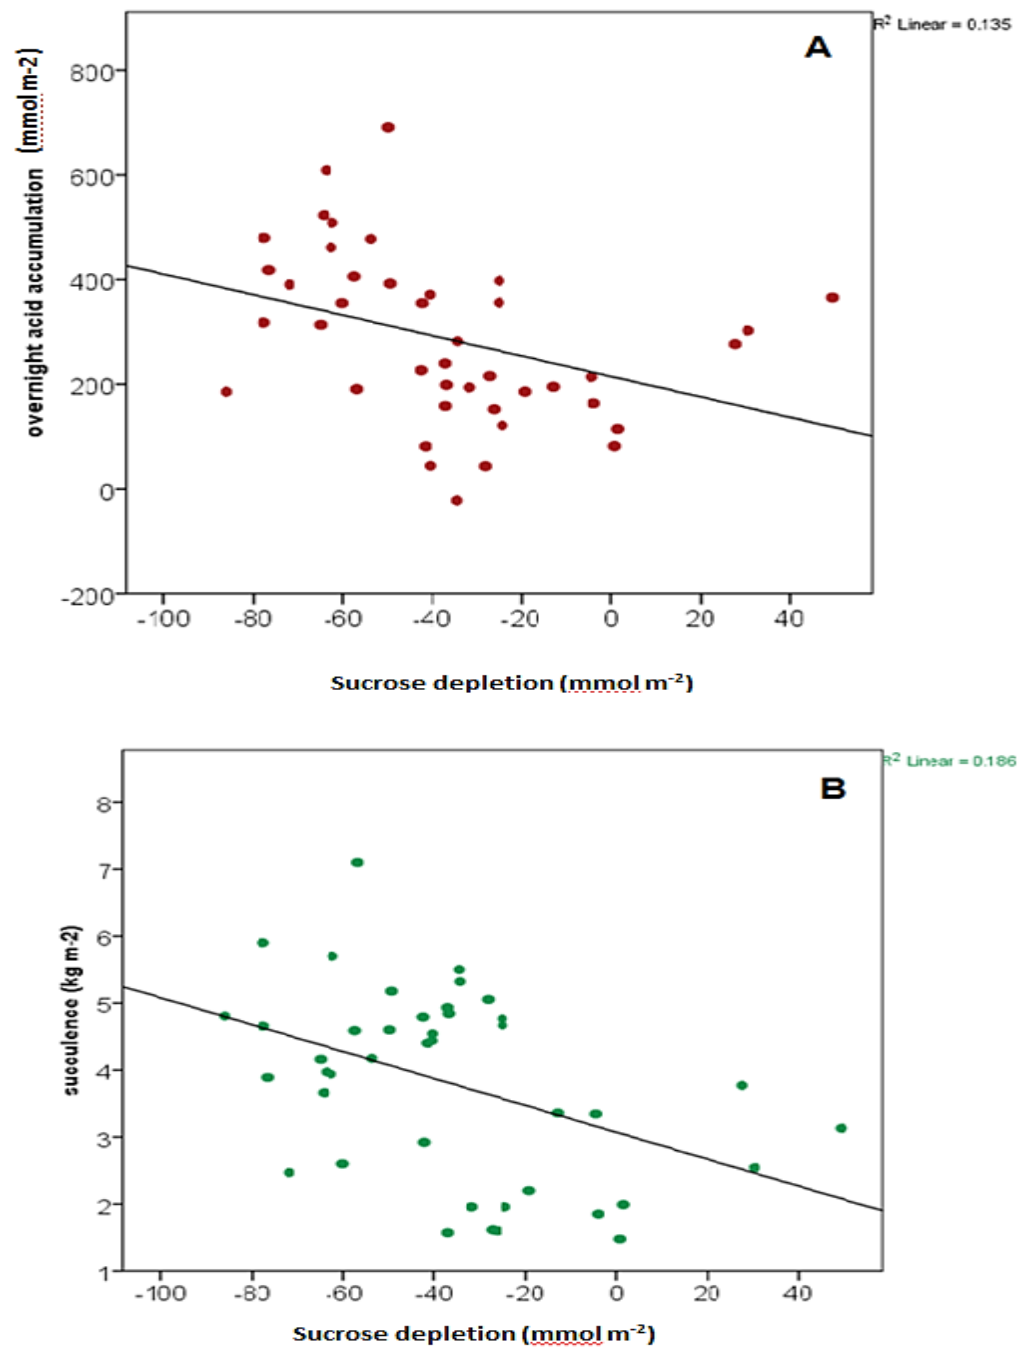 R² Linear = 0.135
A
overnight acid accumulation (mmol m-2)
800
600
400
200
0
-200
-100 -80 -60 -40 -20 0 20 40
Sucrose depletion (mmol m⁻²)
R² Linear = 0.186
B
succulence (kg m-2)
8
7
6
5
4
3
2
1
-100 -80 -60 -40 -20 0 20 40
Sucrose depletion (mmol m⁻²)